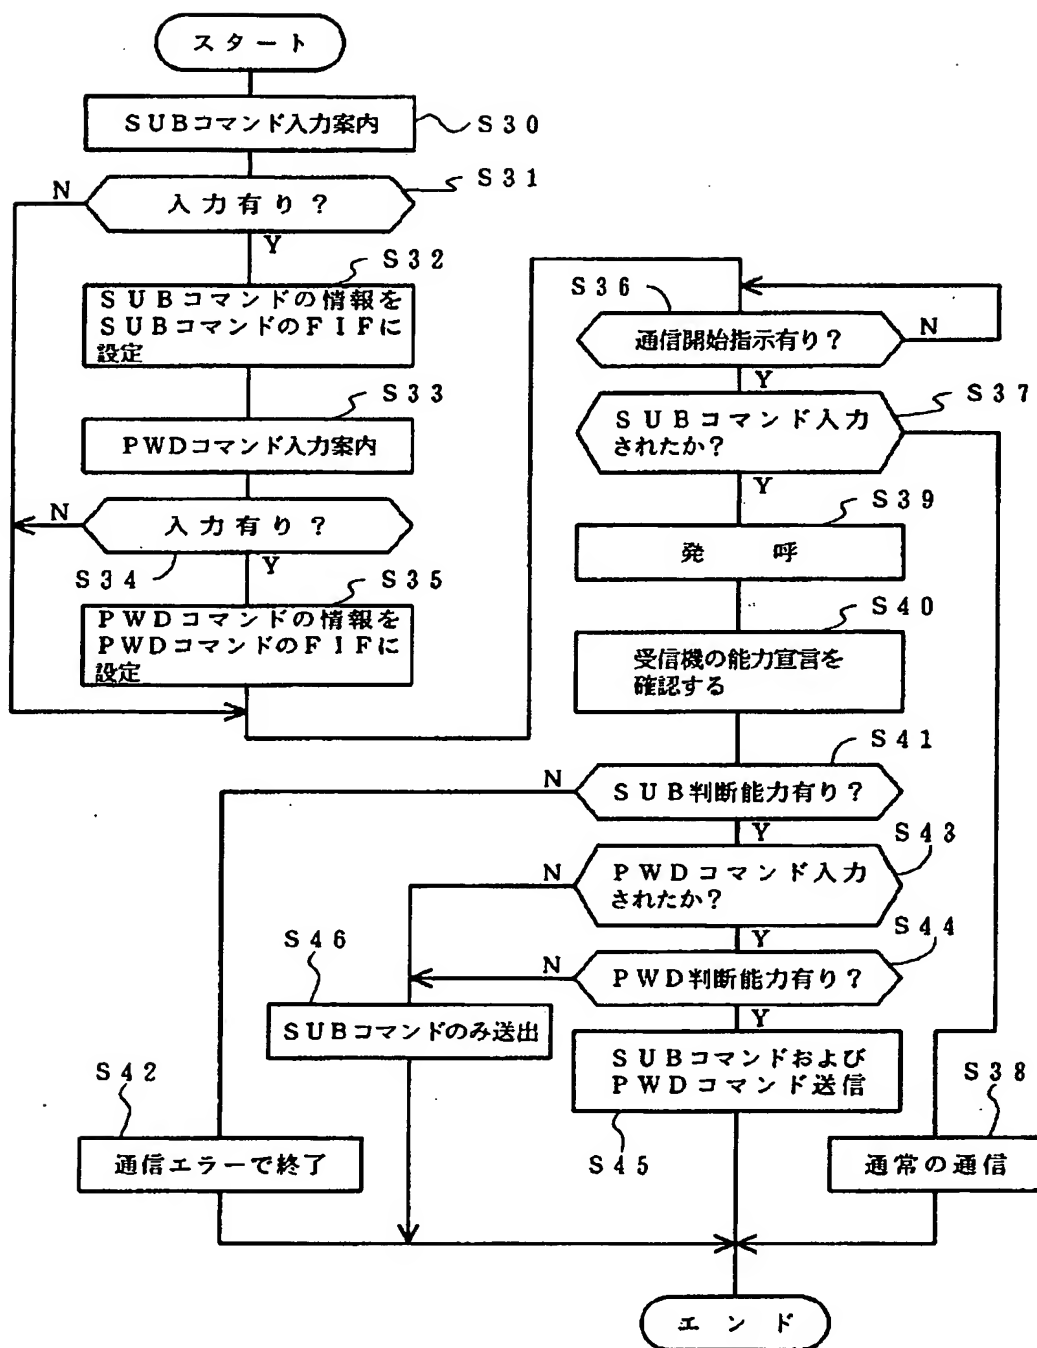 スタート
SUBコマンド入力案内
S30
S31
N
入力有り？
Y
S32
SUBコマンドの情報を
SUBコマンドのFIFに
設定
S33
PWDコマンド入力案内
N
入力有り？
S34
Y
S35
PWDコマンドの情報を
PWDコマンドのFIFに
設定
S36
通信開始指示有り？
N
Y
S37
SUBコマンド入力
されたか？
Y
S39
発呼
S40
受信機の能力宣言を
確認する
S41
N
SUB判断能力有り？
Y
S43
N
PWDコマンド入力
されたか？
Y
S44
N
PWD判断能力有り？
Y
S46
SUBコマンドのみ送出
SUBコマンドおよび
PWDコマンド送信
S45
S42
通信エラーで終了
S38
通常の通信
エンド